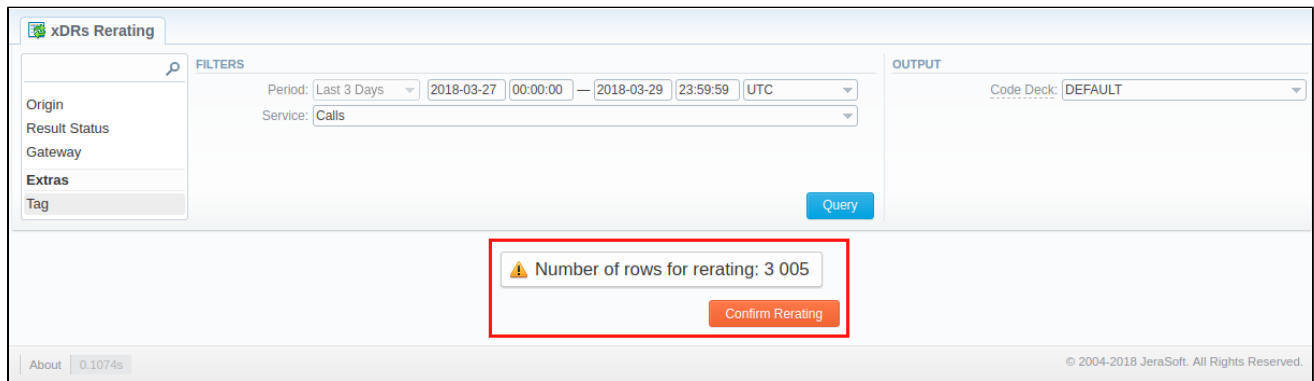 xDRs Rerating
Origin
Result Status
Gateway
Extras
Tag
FILTERS
Period: Last 3 Days 2018-03-27 00:00:00 — 2018-03-29 23:59:59 UTC
Service: Calls
Query
OUTPUT
Code Deck: DEFAULT
Number of rows for rerating: 3 005
Confirm Rerating
About 0.1074s
© 2004-2018 JeraSoft. All Rights Reserved.